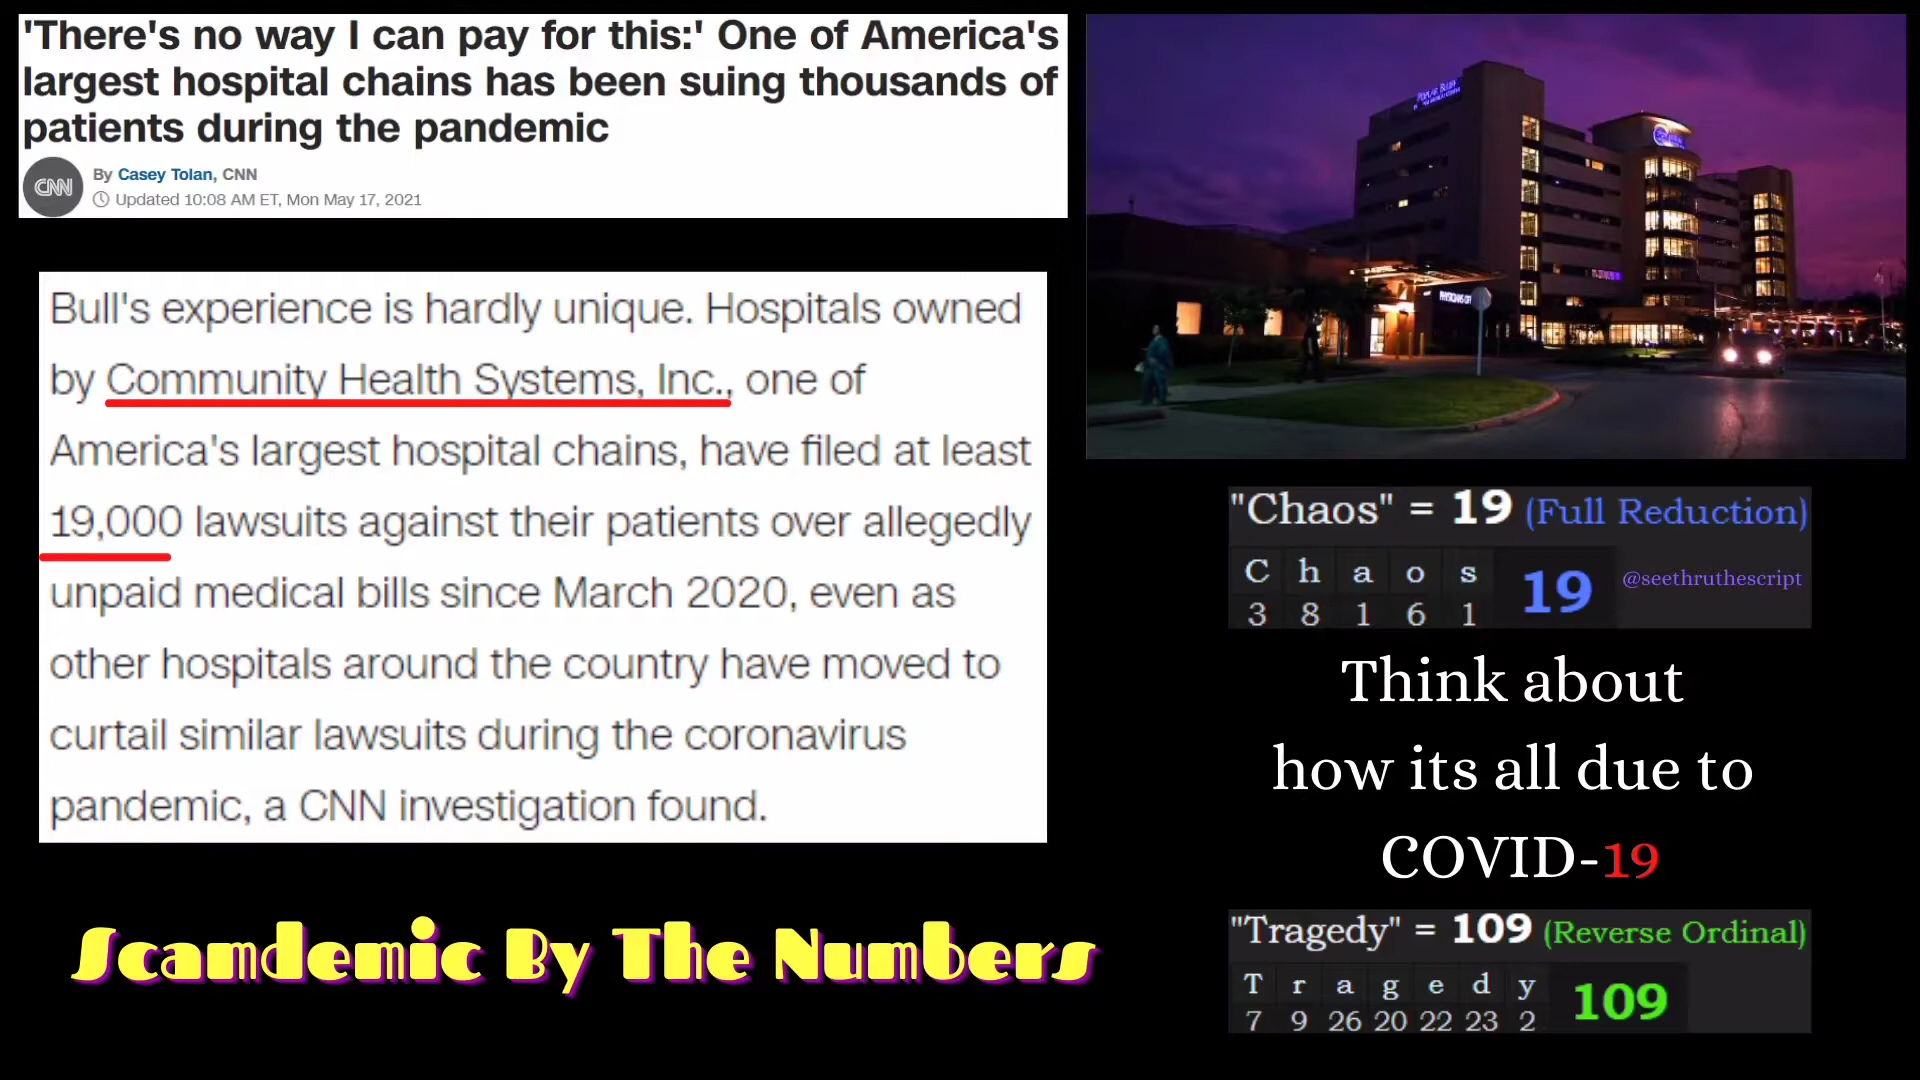 'There's no way I can pay for this:' One of America's
largest hospital chains has been suing thousands of
patients during the pandemic
CNN
By Casey Tolan, CNN
Updated 10:08 AM ET, Mon May 17, 2021
Bull's experience is hardly unique. Hospitals owned
by Community Health Systems, Inc., one of
America's largest hospital chains, have filed at least
19,000 lawsuits against their patients over allegedly
unpaid medical bills since March 2020, even as
other hospitals around the country have moved to
curtail similar lawsuits during the coronavirus
pandemic, a CNN investigation found.
Scamdemic By The Numbers
POPLAR BLUFF
"Chaos" = 19 (Full Reduction)
C h a o s 19 @seethruthescript
3 8 1 6 1
Think about
how its all due to
COVID-19
"Tragedy" = 109 (Reverse Ordinal)
T r a g e d y 109
7 9 26 20 22 23 2